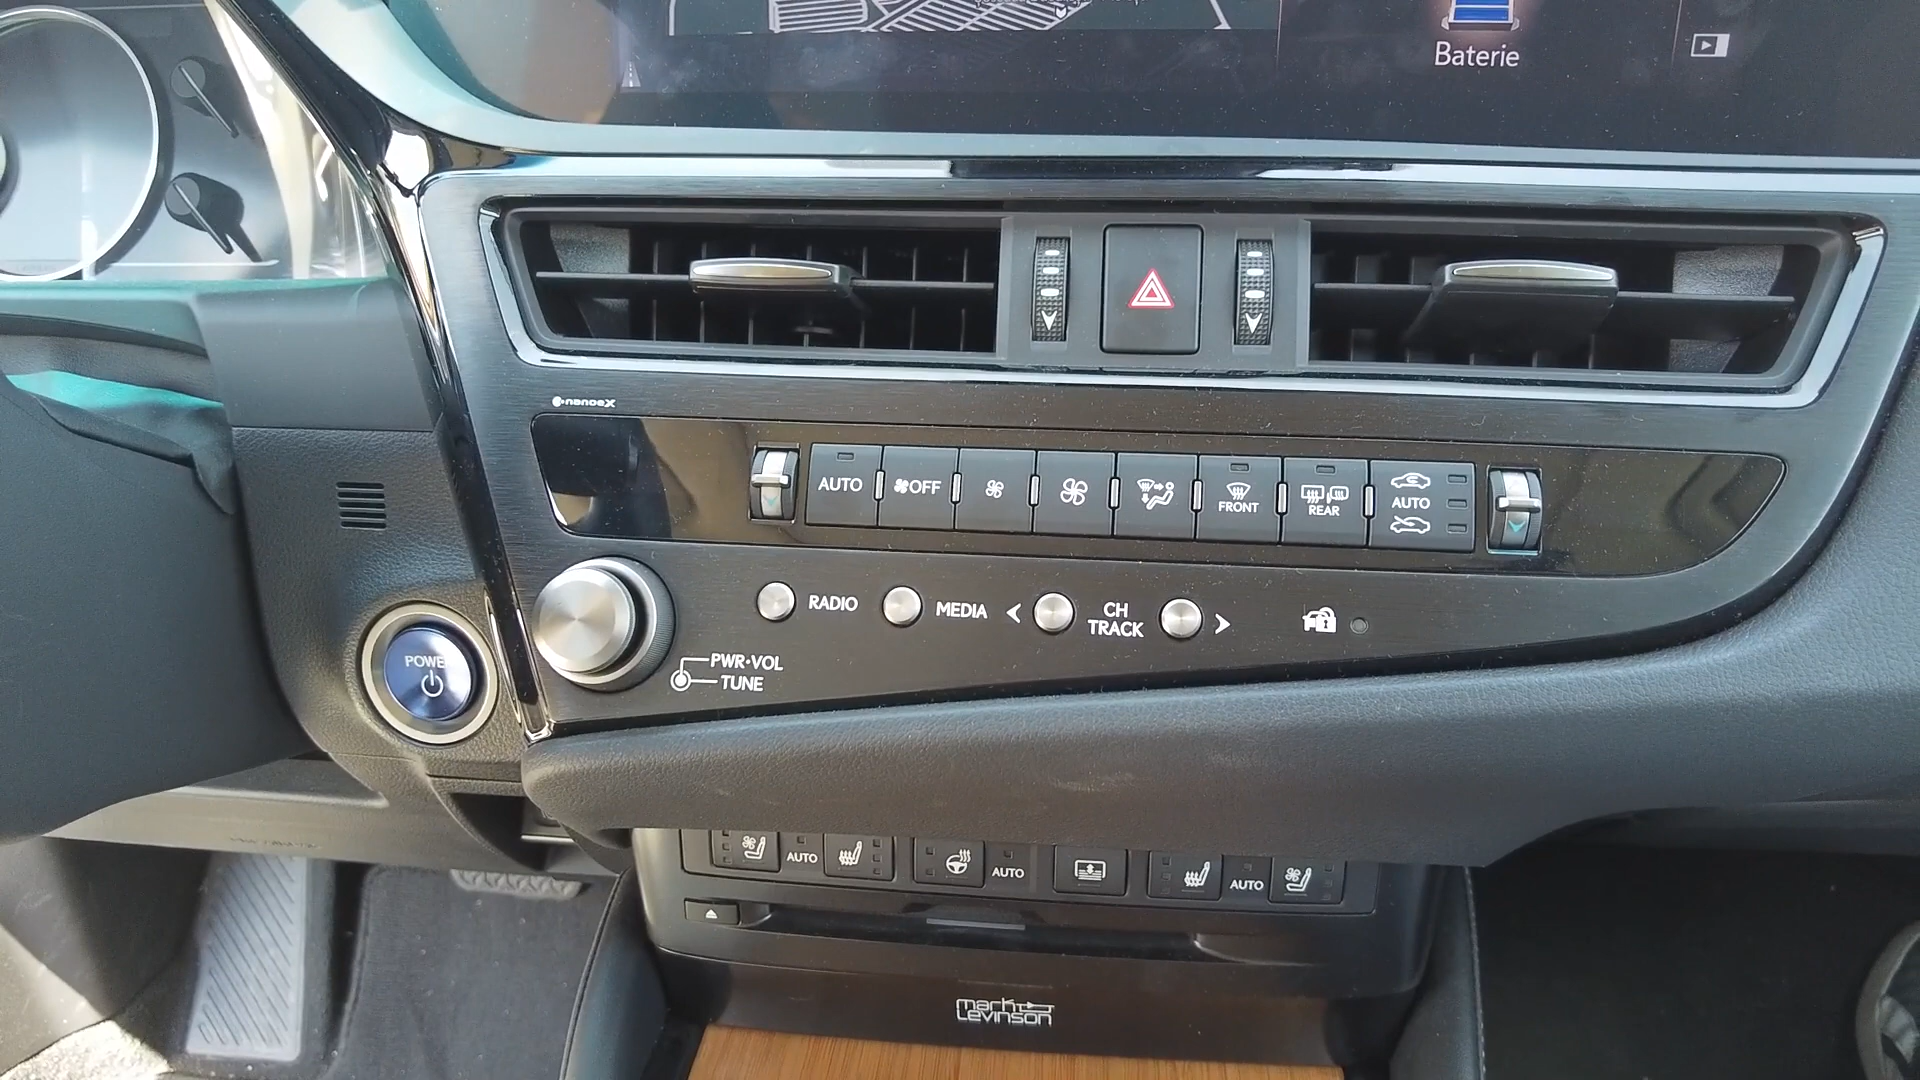 Baterie
nanoeX
AUTO
OFF
FRONT
REAR
AUTO
RADIO
MEDIA
CH
TRACK
PWR•VOL
TUNE
POWER
AUTO
AUTO
AUTO
mark
Levinson